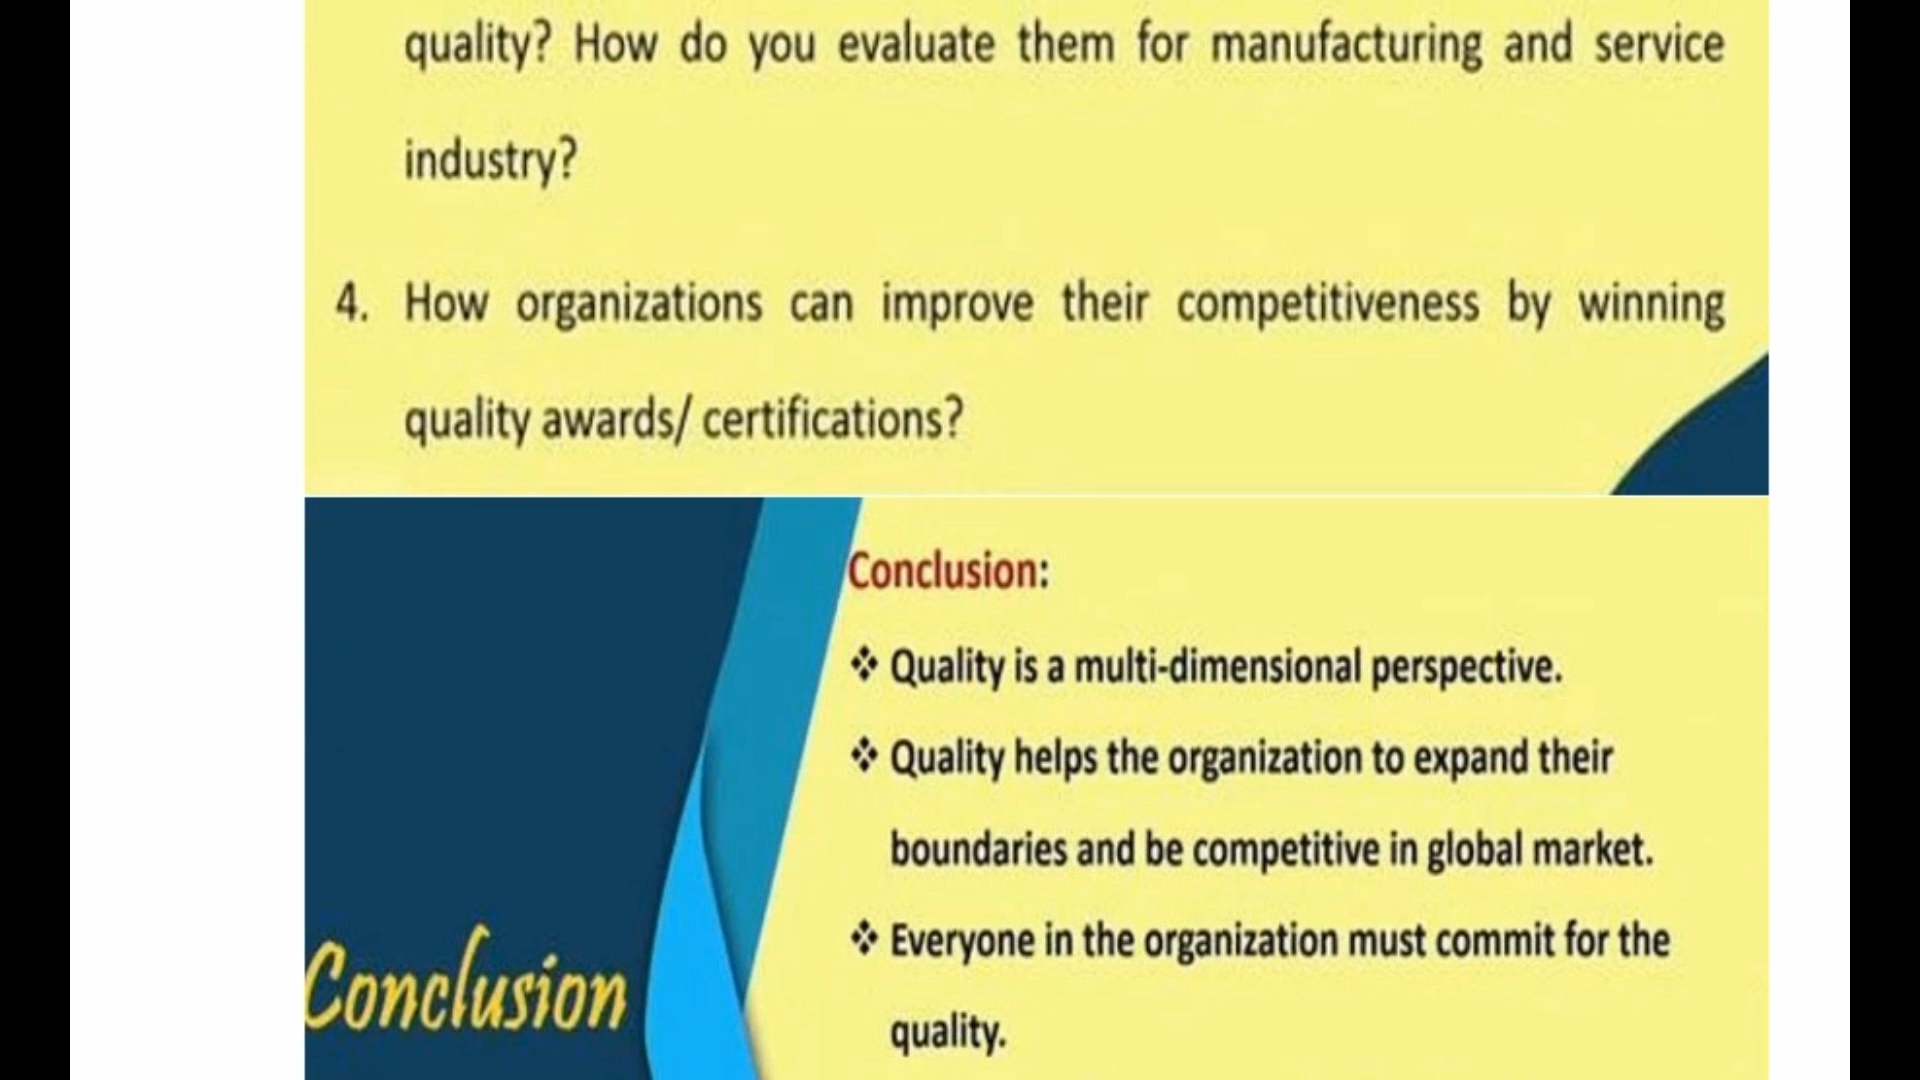 quality? How do you evaluate them for manufacturing and service
industry?
4. How organizations can improve their competitiveness by winning
quality awards/ certifications?
Conclusion:
❖ Quality is a multi-dimensional perspective.
❖ Quality helps the organization to expand their
boundaries and be competitive in global market.
❖ Everyone in the organization must commit for the
quality.
Conclusion